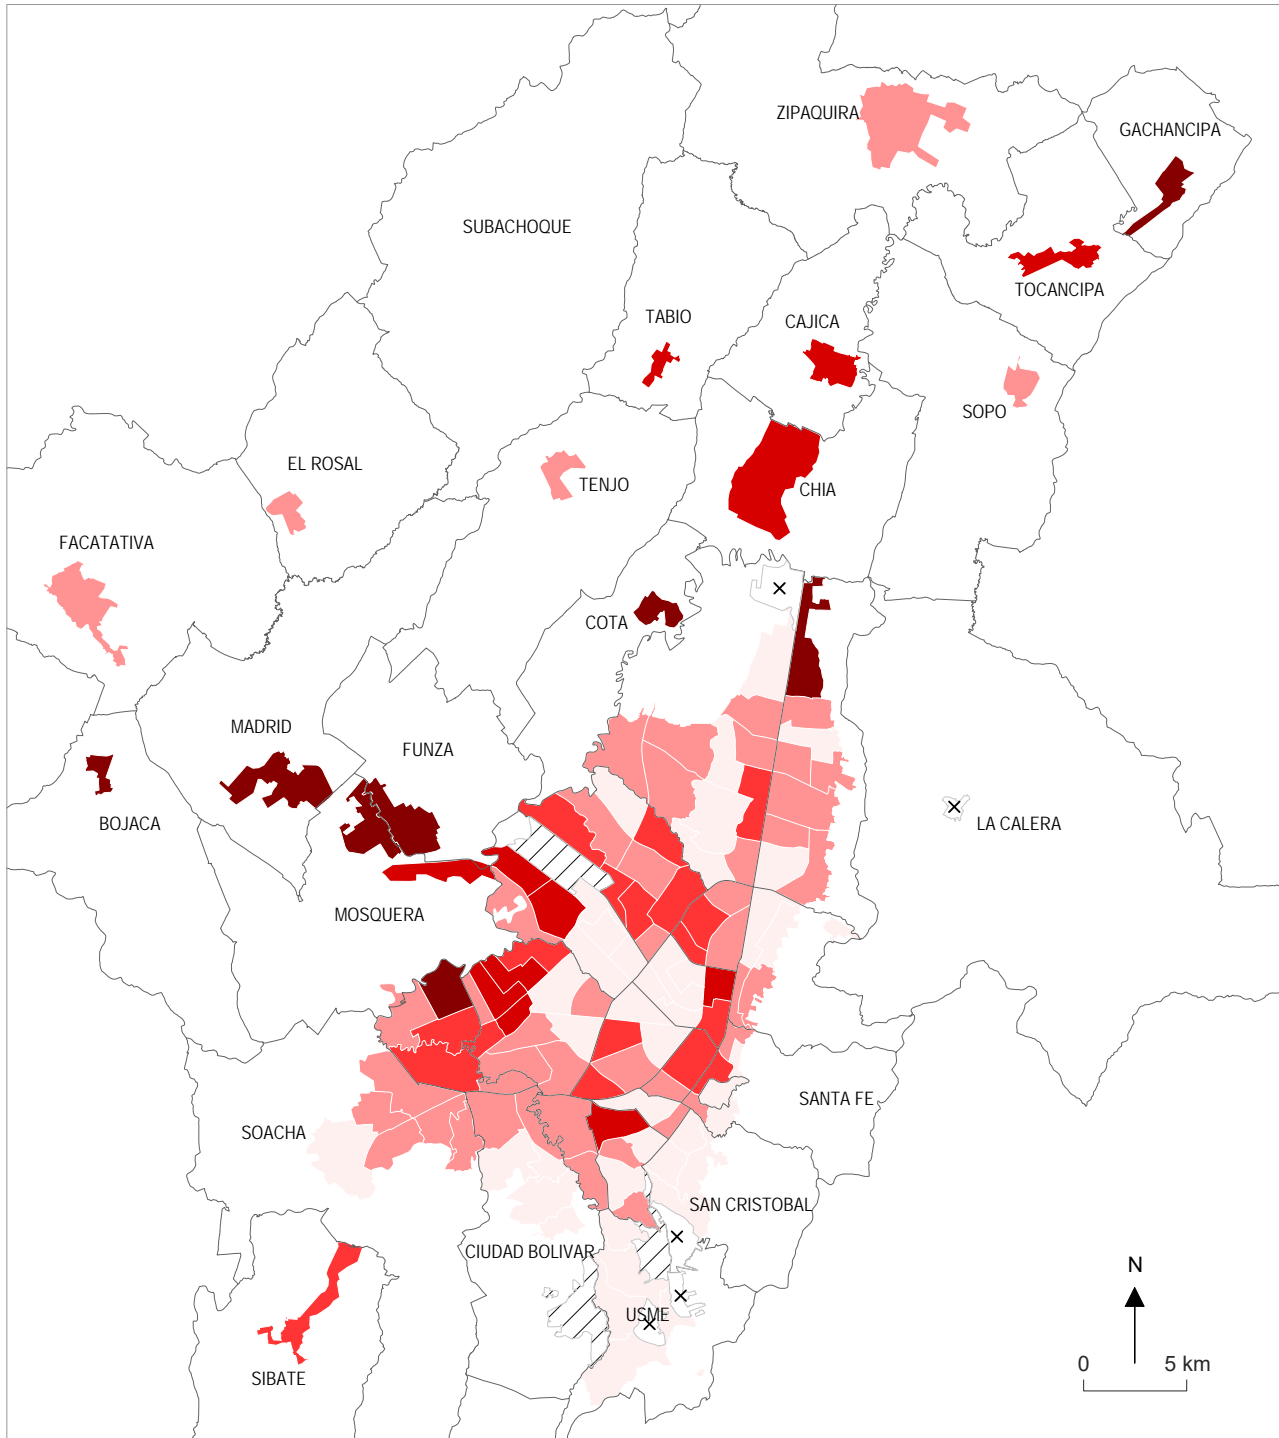 ZIPAQUIRA
GACHANCIPA
SUBACHOQUE
TOCANCIPA
TABIO
CAJICA
SOPO
EL ROSAL
TENJO
CHIA
FACATATIVA
COTA
MADRID
FUNZA
BOJACA
LA CALERA
MOSQUERA
SANTA FE
SOACHA
SAN CRISTOBAL
CIUDAD BOLIVAR
USME
SIBATE
N
0 5 km